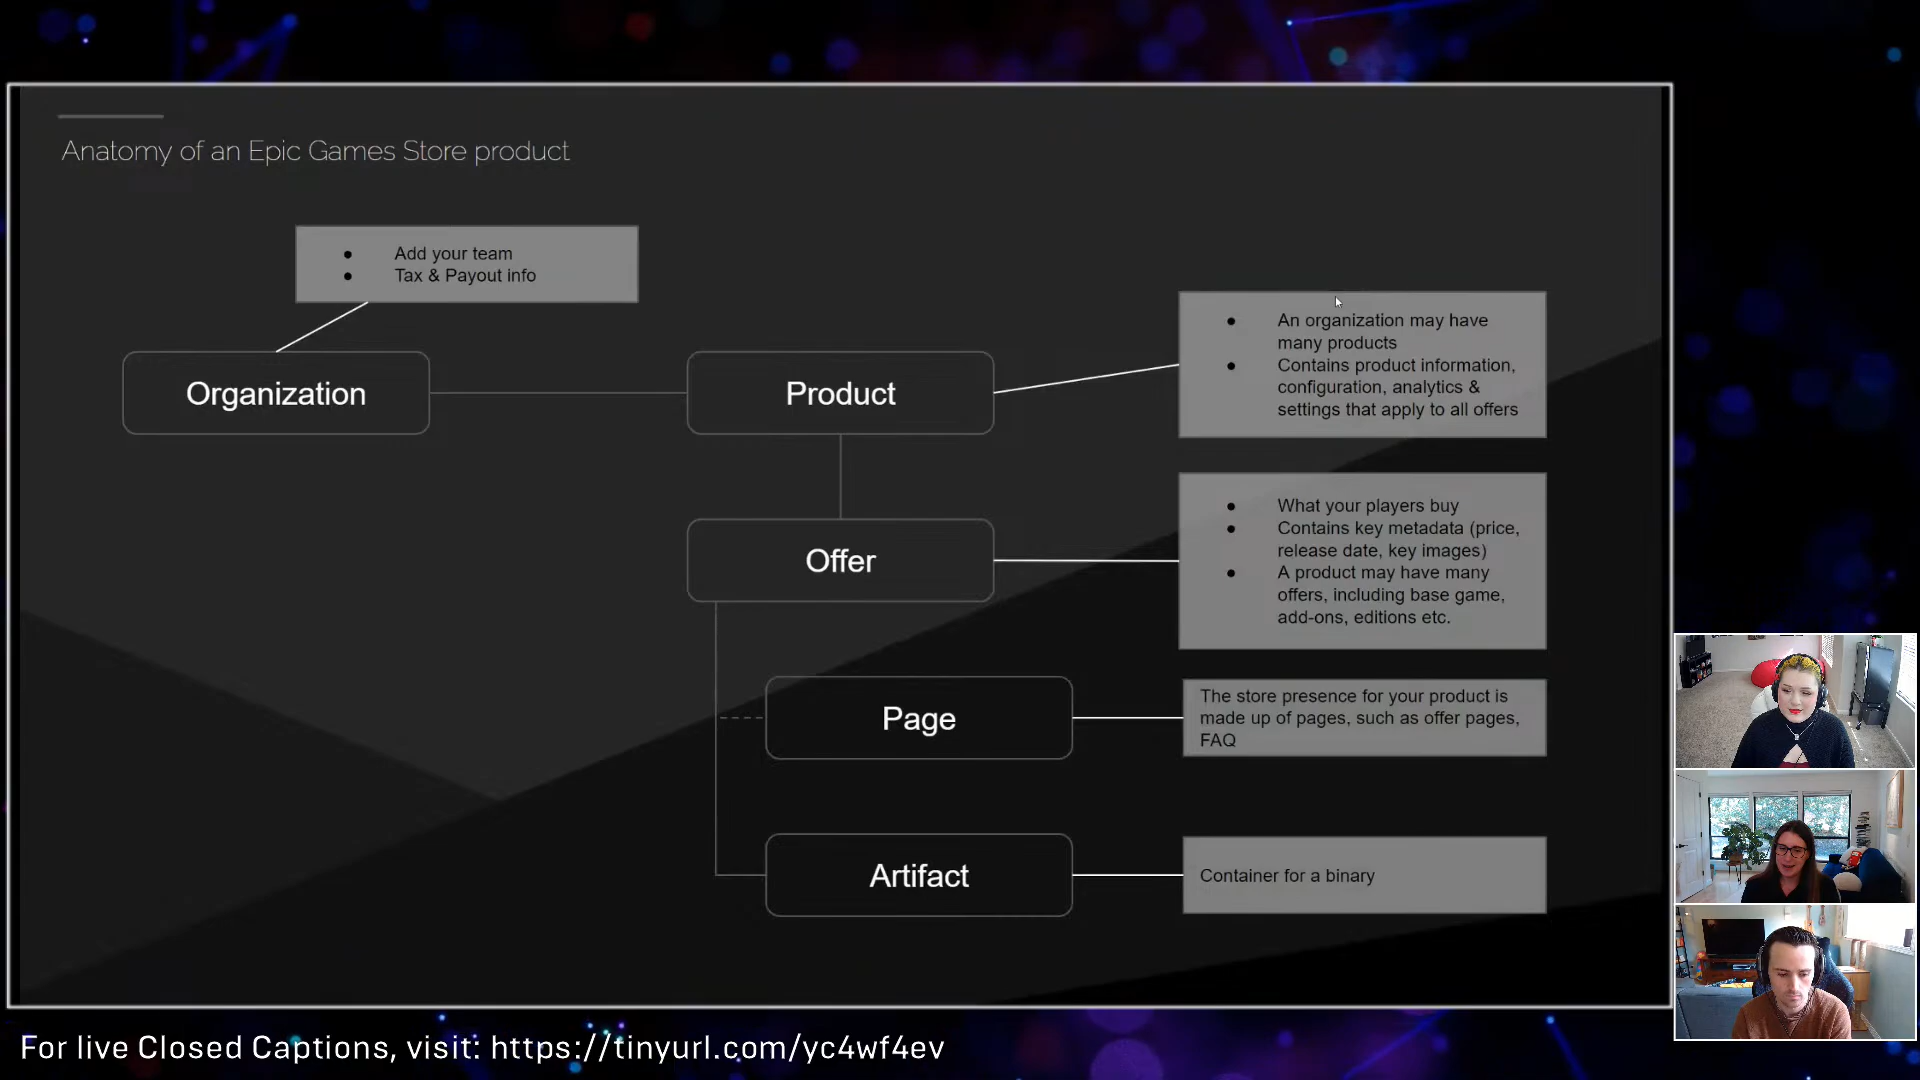 Anatomy of an Epic Games Store product
● Add your team
● Tax & Payout info
Organization
Product
● An organization may have
many products
● Contains product information,
configuration, analytics &
settings that apply to all offers
Offer
● What your players buy
● Contains key metadata (price,
release date, key images)
● A product may have many
offers, including base game,
add-ons, editions etc.
Page
The store presence for your product is
made up of pages, such as offer pages,
FAQ
Artifact
Container for a binary
For live Closed Captions, visit: https://tinyurl.com/yc4wf4ev